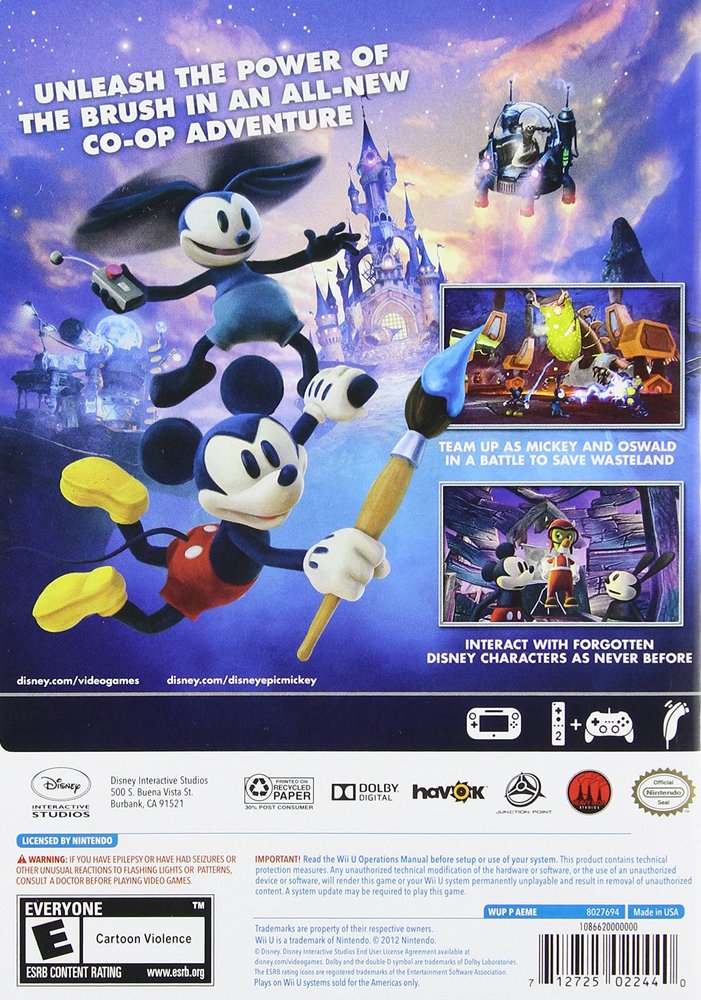 UNLEASH THE POWER OF
THE BRUSH IN AN ALL-NEW
CO-OP ADVENTURE
TEAM UP AS MICKEY AND OSWALD
IN A BATTLE TO SAVE WASTELAND
INTERACT WITH FORGOTTEN
DISNEY CHARACTERS AS NEVER BEFORE
disney.com/videogames
disney.com/disneyepicmickey
2
+
Disney
INTERACTIVE
STUDIOS
Disney Interactive Studios
500 S. Buena Vista St.
Burbank, CA 91521
PRINTED ON
RECYCLED
PAPER
30% POST CONSUMER
DOLBY
DIGITAL
havok
JUNCTION POINT
HEAVY IRON
STUDIOS
Official
Nintendo
Seal
LICENSED BY NINTENDO
WARNING: IF YOU HAVE EPILEPSY OR HAVE HAD SEIZURES OR
OTHER UNUSUAL REACTIONS TO FLASHING LIGHTS OR PATTERNS,
CONSULT A DOCTOR BEFORE PLAYING VIDEO GAMES.
IMPORTANT! Read the Wii U Operations Manual before setup or use of your system. This product contains technical
protection measures. Any unauthorized technical modification of the hardware or software, or the use of an unauthorized
device or software, will render this game or your Wii U system permanently unplayable and result in removal of unauthorized
content. A system update may be required to play this game.
EVERYONE
TM
E
Cartoon Violence
ESRB CONTENT RATING
www.esrb.org
WUP P AEME
8027694
Made in USA
Trademarks are property of their respective owners.
Wii U is a trademark of Nintendo. © 2012 Nintendo.
© Disney. Disney Interactive Studios End User License Agreement available at
disney.com/videogames. Dolby and the double-D symbol are trademarks of Dolby Laboratories.
The ESRB rating icons are registered trademarks of the Entertainment Software Association.
Plays on Wii U systems sold for the Americas only.
1086620000000
7 12725 02244 0